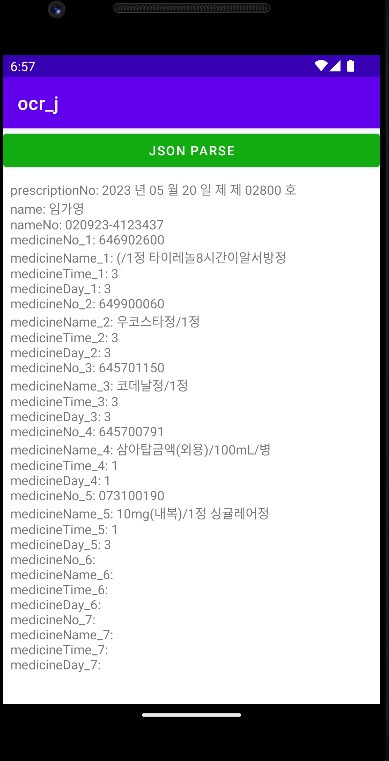 6:57
ocr_j
JSON PARSE
prescriptionNo: 2023 년 05 월 20 일 제 제 02800 호
name: 임가영
nameNo: 020923-4123437
medicineNo_1: 646902600
medicineName_1: (/1정 타이레놀8시간이알서방정
medicineTime_1: 3
medicineDay_1: 3
medicineNo_2: 649900060
medicineName_2: 우코스타정/1정
medicineTime_2: 3
medicineDay_2: 3
medicineNo_3: 645701150
medicineName_3: 코데날정/1정
medicineTime_3: 3
medicineDay_3: 3
medicineNo_4: 645700791
medicineName_4: 삼아탑금액(외용)/100mL/병
medicineTime_4: 1
medicineDay_4: 1
medicineNo_5: 073100190
medicineName_5: 10mg(내복)/1정 싱귤레어정
medicineTime_5: 1
medicineDay_5: 3
medicineNo_6:
medicineName_6:
medicineTime_6:
medicineDay_6:
medicineNo_7:
medicineName_7:
medicineTime_7:
medicineDay_7: